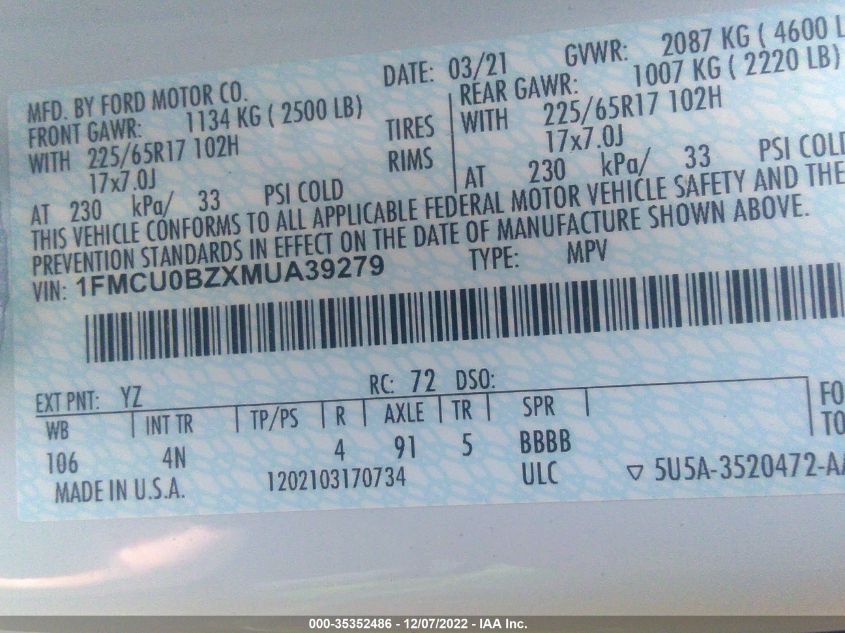 MFD. BY FORD MOTOR CO. DATE: 03/21 GVWR: 2087 KG ( 4600 L
FRONT GAWR: 1134 KG ( 2500 LB) REAR GAWR: 1007 KG ( 2220 LB)
WITH 225/65R17 102H TIRES WITH 225/65R17 102H
17x7.0J RIMS 17x7.0J
AT 230 kPa/ 33 PSI COLD AT 230 kPa/ 33 PSI COLD
THIS VEHICLE CONFORMS TO ALL APPLICABLE FEDERAL MOTOR VEHICLE SAFETY AND THE
PREVENTION STANDARDS IN EFFECT ON THE DATE OF MANUFACTURE SHOWN ABOVE.
VIN: 1FMCU0BZXMUA39279 TYPE: MPV
EXT PNT: YZ RC: 72 DSO:
WB INT TR TP/PS R AXLE TR SPR FO
106 4N 4 91 5 BBBB TO
MADE IN U.S.A. 1202103170734 ULC ▽ 5U5A-3520472-AA
000-35352486 - 12/07/2022 - IAA Inc.